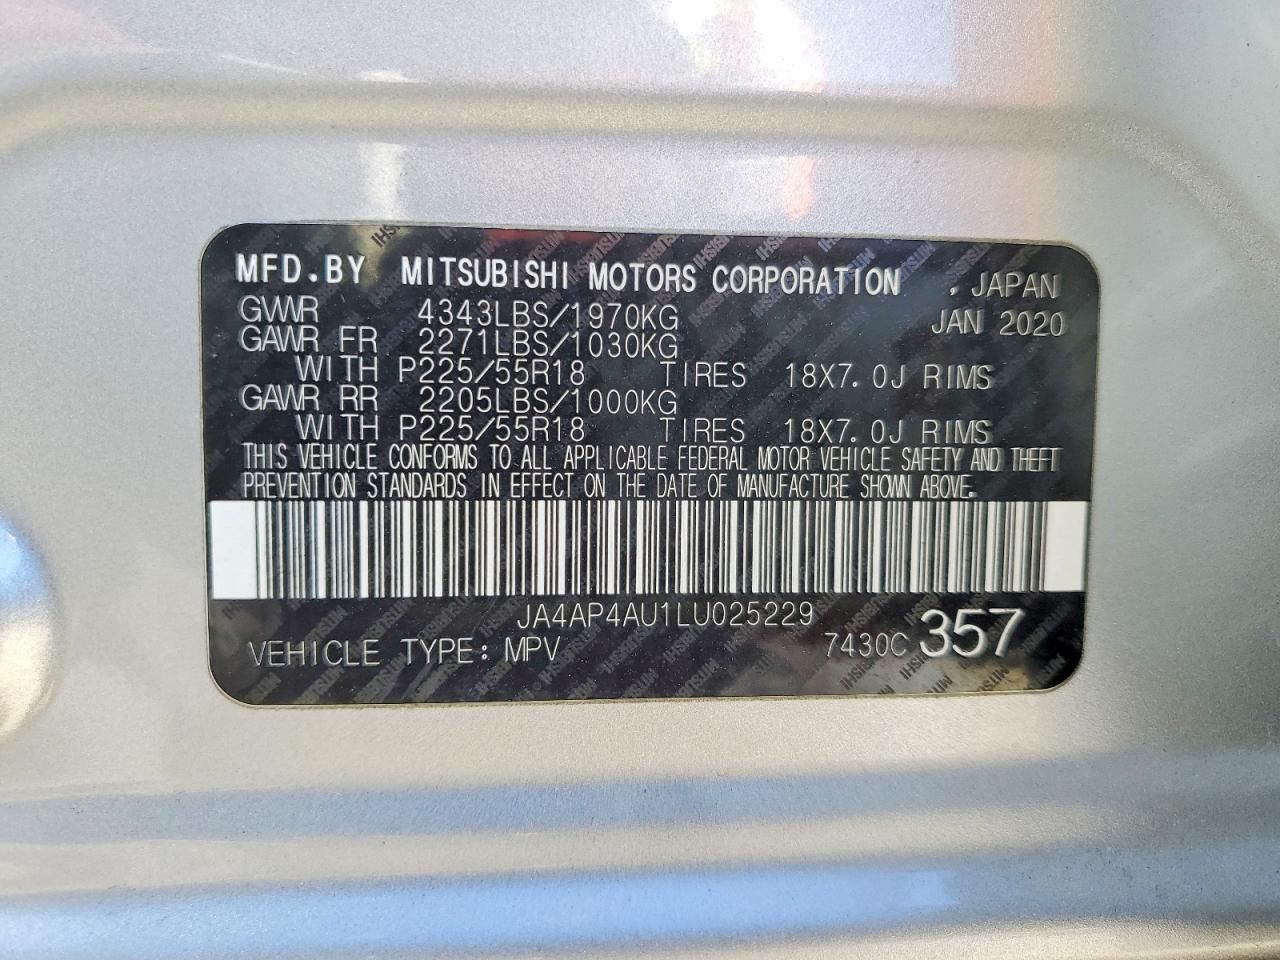 MFD.BY MITSUBISHI MOTORS CORPORATION . JAPAN
GVWR 4343LBS/1970KG JAN 2020
GAWR FR 2271LBS/1030KG
WITH P225/55R18 TIRES 18X7.0J RIMS
GAWR RR 2205LBS/1000KG
WITH P225/55R18 TIRES 18X7.0J RIMS
THIS VEHICLE CONFORMS TO ALL APPLICABLE FEDERAL MOTOR VEHICLE SAFETY AND THEFT
PREVENTION STANDARDS IN EFFECT ON THE DATE OF MANUFACTURE SHOWN ABOVE.
JA4AP4AU1LU025229
VEHICLE TYPE: MPV 7430C 357